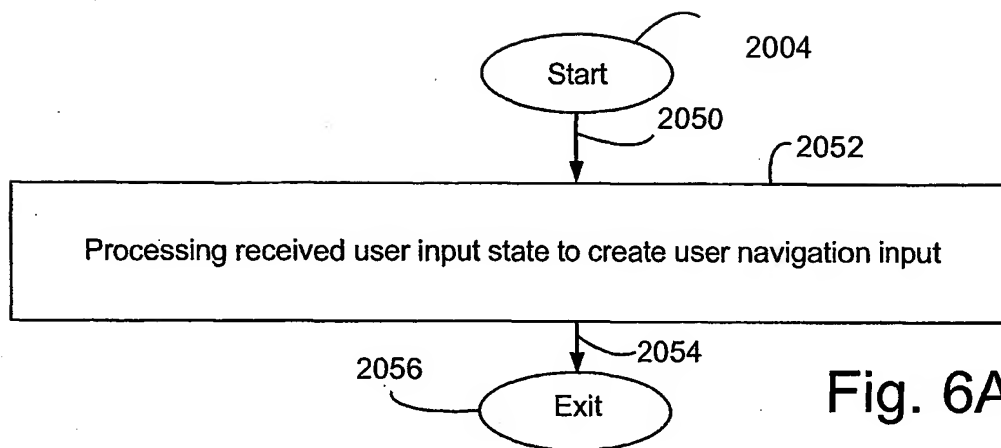 2004
Start
2050
2052
Processing received user input state to create user navigation input
2054
2056
Exit
Fig. 6A